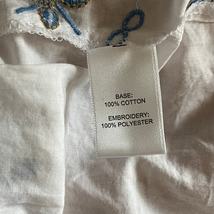 BASE:
100% COTTON
EMBROIDERY:
100% POLYESTER